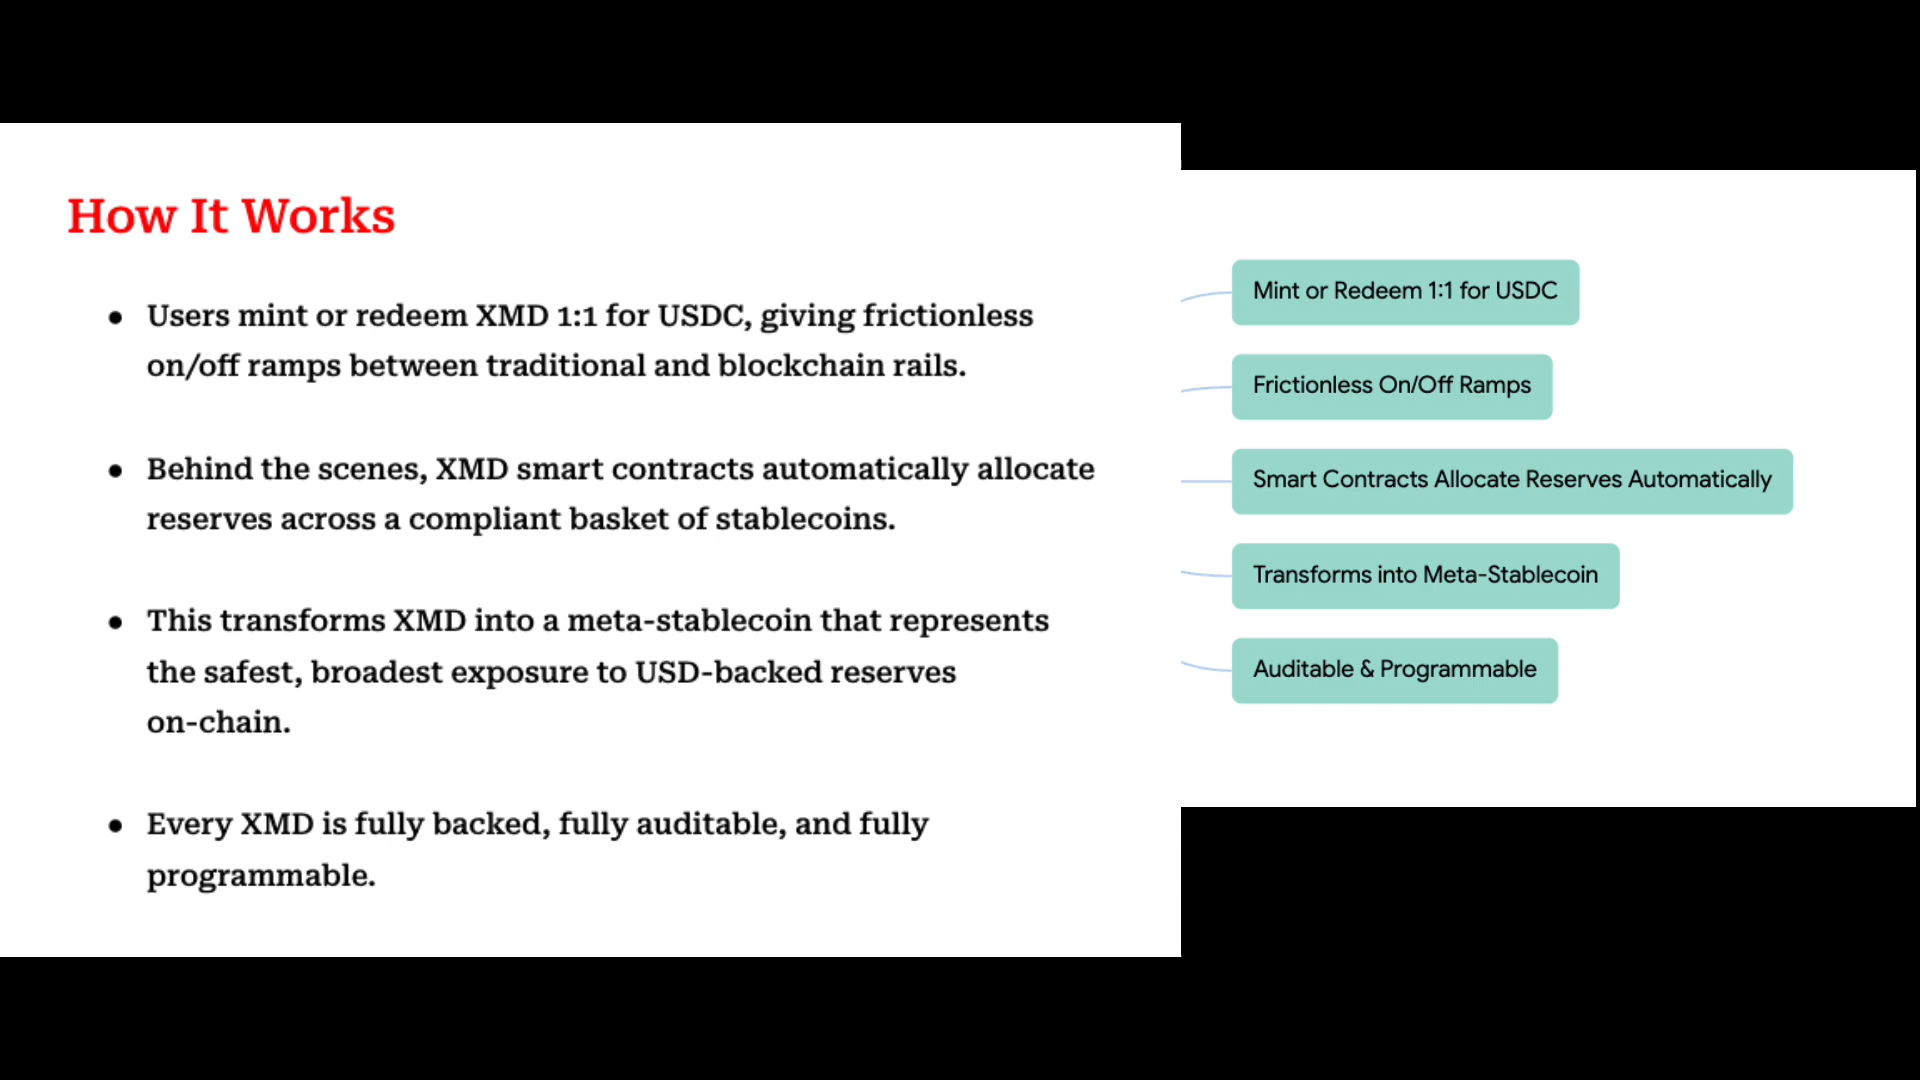 How It Works
● Users mint or redeem XMD 1:1 for USDC, giving frictionless
on/off ramps between traditional and blockchain rails.
● Behind the scenes, XMD smart contracts automatically allocate
reserves across a compliant basket of stablecoins.
● This transforms XMD into a meta-stablecoin that represents
the safest, broadest exposure to USD-backed reserves
on-chain.
● Every XMD is fully backed, fully auditable, and fully
programmable.
Mint or Redeem 1:1 for USDC
Frictionless On/Off Ramps
Smart Contracts Allocate Reserves Automatically
Transforms into Meta-Stablecoin
Auditable & Programmable